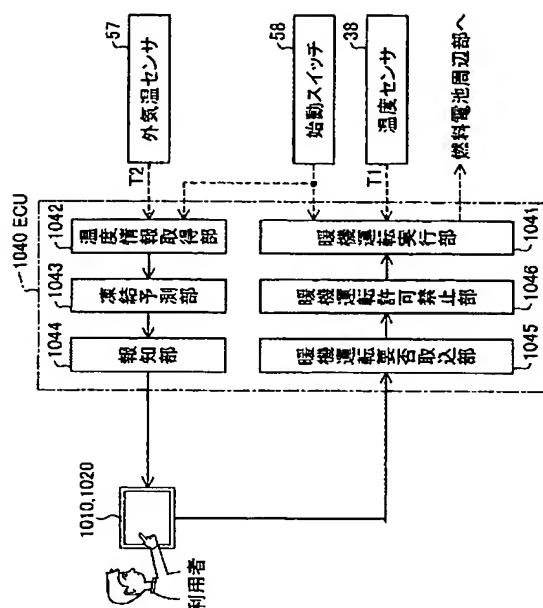 57
外気温センサ
58
始動スイッチ
38
温度センサ
T2
T1
燃料電池周辺部へ
1040 ECU
1042
温度情報取得部
1043
凍結予測部
1044
報知部
1041
暖機運転実行部
1046
暖機運転許可禁止部
1045
暖機運転要否取込部
1010,1020
利用者